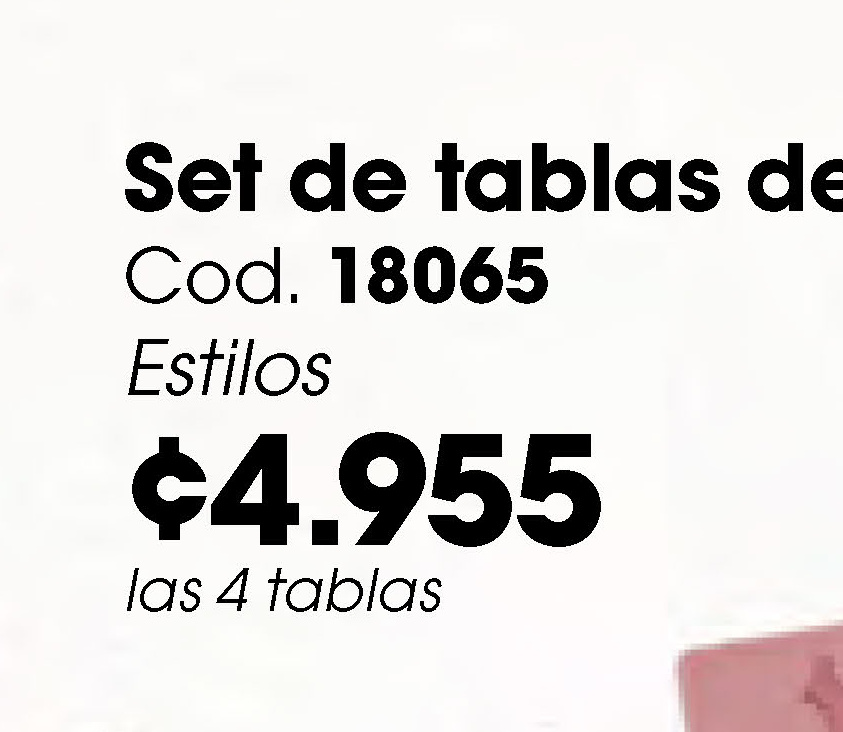 Set de tablas de
Cod. 18065
Estilos
¢4.955
las 4 tablas